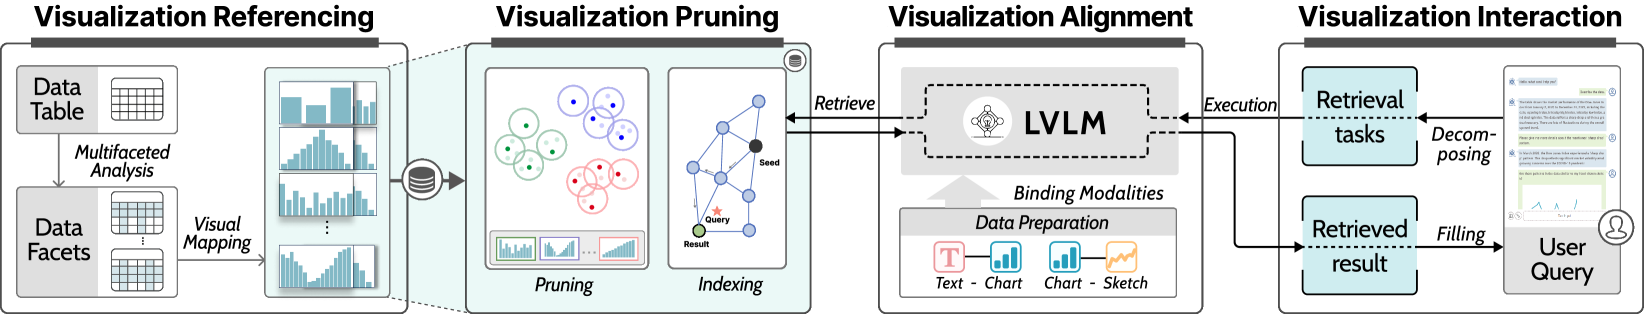 Visualization Referencing
Data
Table
Multifaceted
Analysis
Data
Facets
Visual
Mapping
Visualization Pruning
Pruning
Seed
Query
Result
Indexing
Visualization Alignment
Retrieve
LVLM
Binding Modalities
Data Preparation
T
Text - Chart
Chart - Sketch
Visualization Interaction
Execution
Retrieval
tasks
Decom-
posing
Retrieved
result
Filling
User
Query